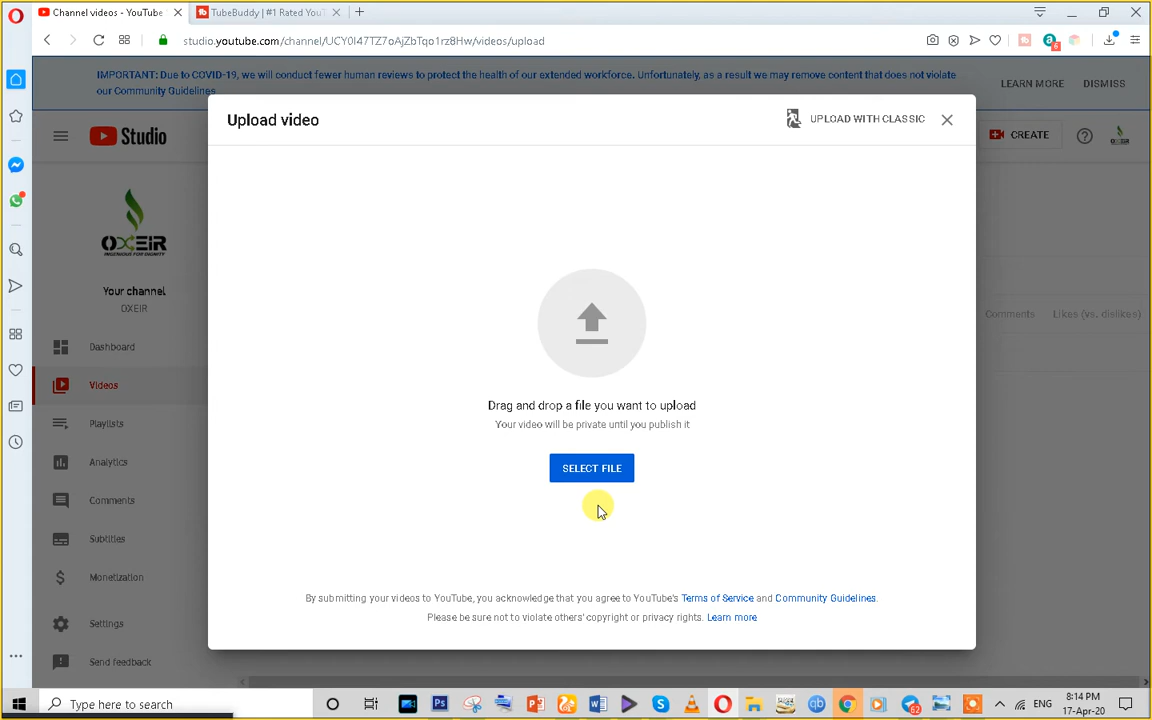 Channel videos - YouTube
TubeBuddy | #1 Rated YouT
studio.youtube.com/channel/UCY0I47TZ7oAjZbTqo1rz8Hw/videos/upload
6
IMPORTANT: Due to COVID-19, we will conduct fewer human reviews to protect the health of our extended workforce. Unfortunately, as a result we may remove content that does not violate
our Community Guidelines
LEARN MORE
DISMISS
Upload video
UPLOAD WITH CLASSIC
Studio
CREATE
OXEIR
INGENIOUS FOR DIGNITY
Your channel
OXEIR
Comments
Likes (vs. dislikes)
Dashboard
Videos
Playlists
Analytics
Comments
Subtitles
Monetization
Settings
Send feedback
Drag and drop a file you want to upload
Your video will be private until you publish it
SELECT FILE
By submitting your videos to YouTube, you acknowledge that you agree to YouTube's Terms of Service and Community Guidelines.
Please be sure not to violate others' copyright or privacy rights. Learn more
Type here to search
Ps
qb
62
ENG
8:14 PM
17-Apr-20